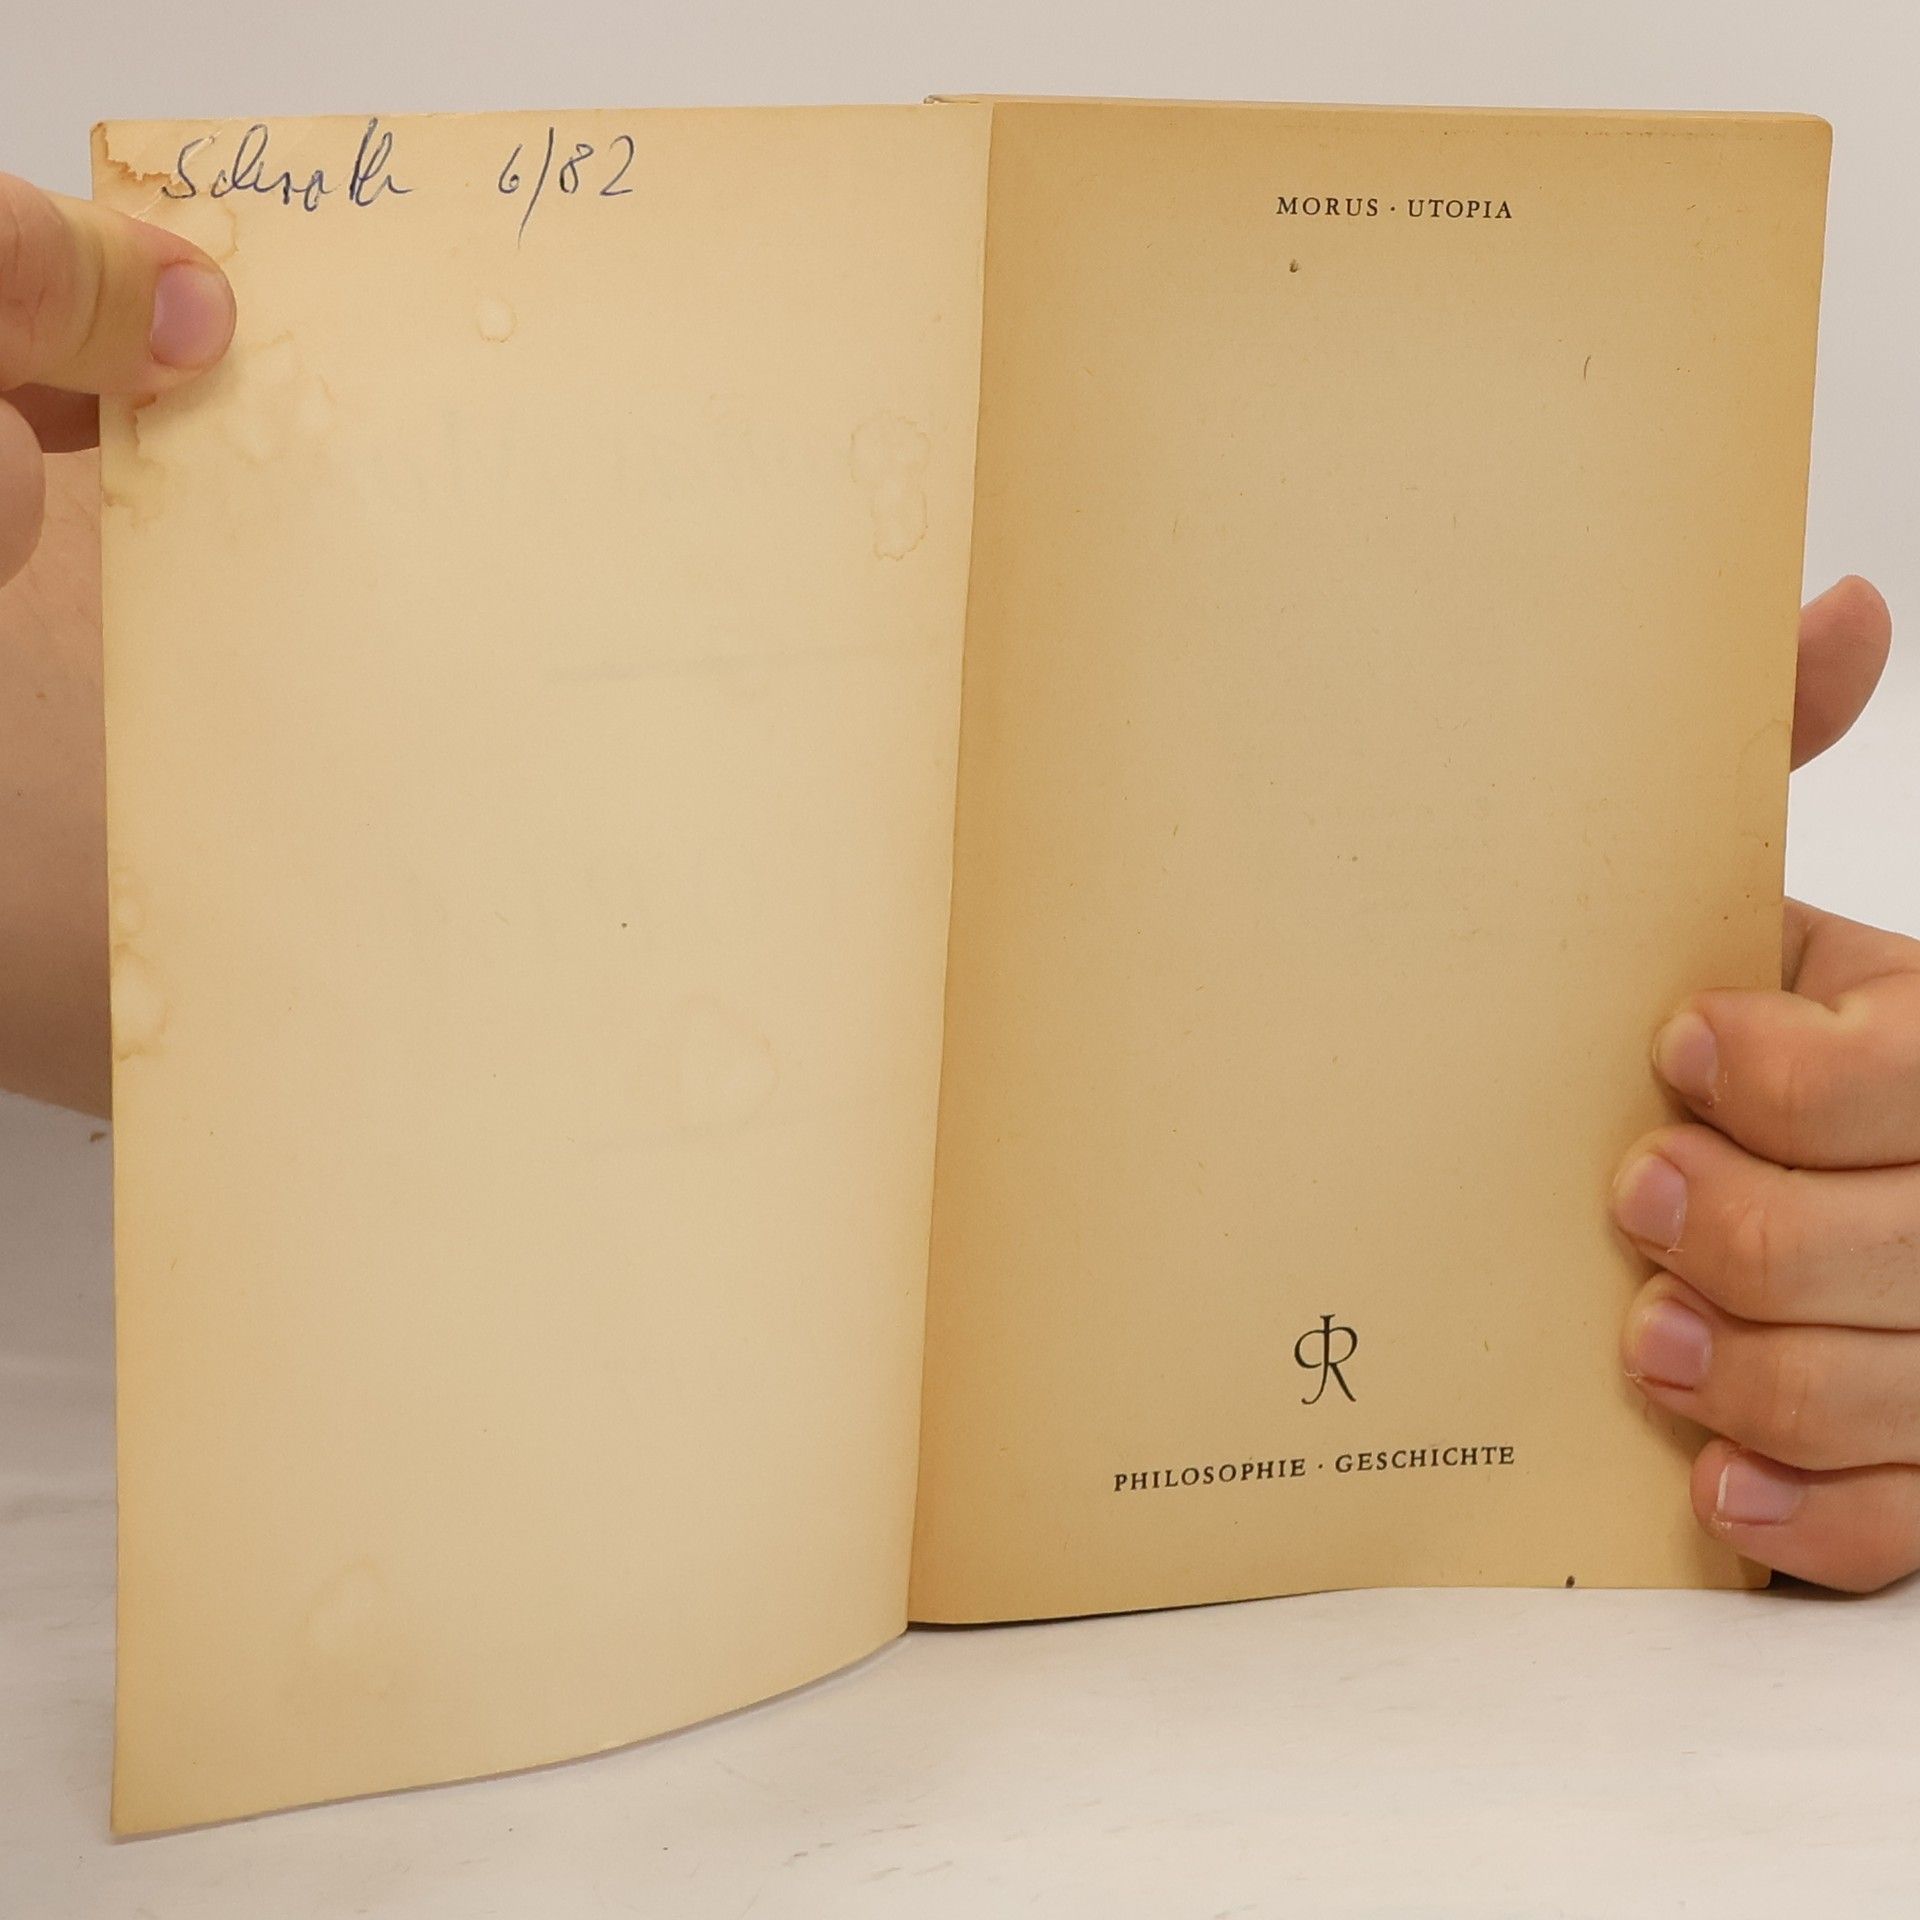 Schroth 6/82
MORUS · UTOPIA
R
PHILOSOPHIE · GESCHICHTE